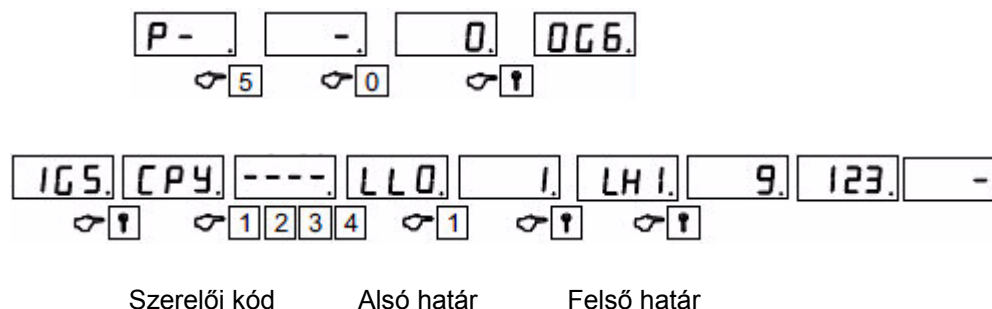 P- . -. 0. 0G6.
5 0
1G5. CPY. ----. LL0. 1. LH1. 9. 123. -
1 2 3 4 1
Szerelői kód Alsó határ Felső határ